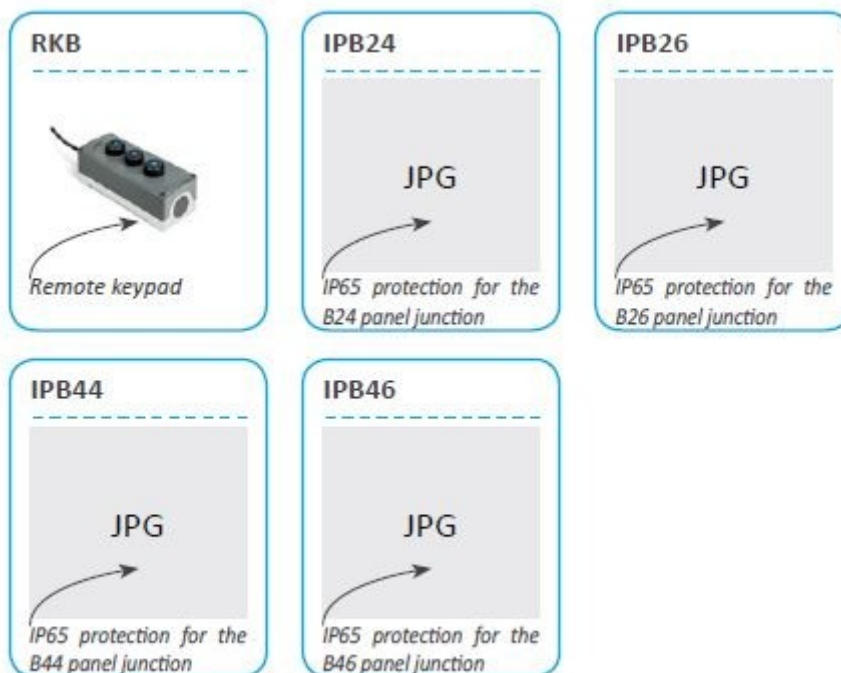 RKB
Remote keypad
IPB24
JPG
IP65 protection for the
B24 panel junction
IPB26
JPG
IP65 protection for the
B26 panel junction
IPB44
JPG
IP65 protection for the
B44 panel junction
IPB46
JPG
IP65 protection for the
B46 panel junction